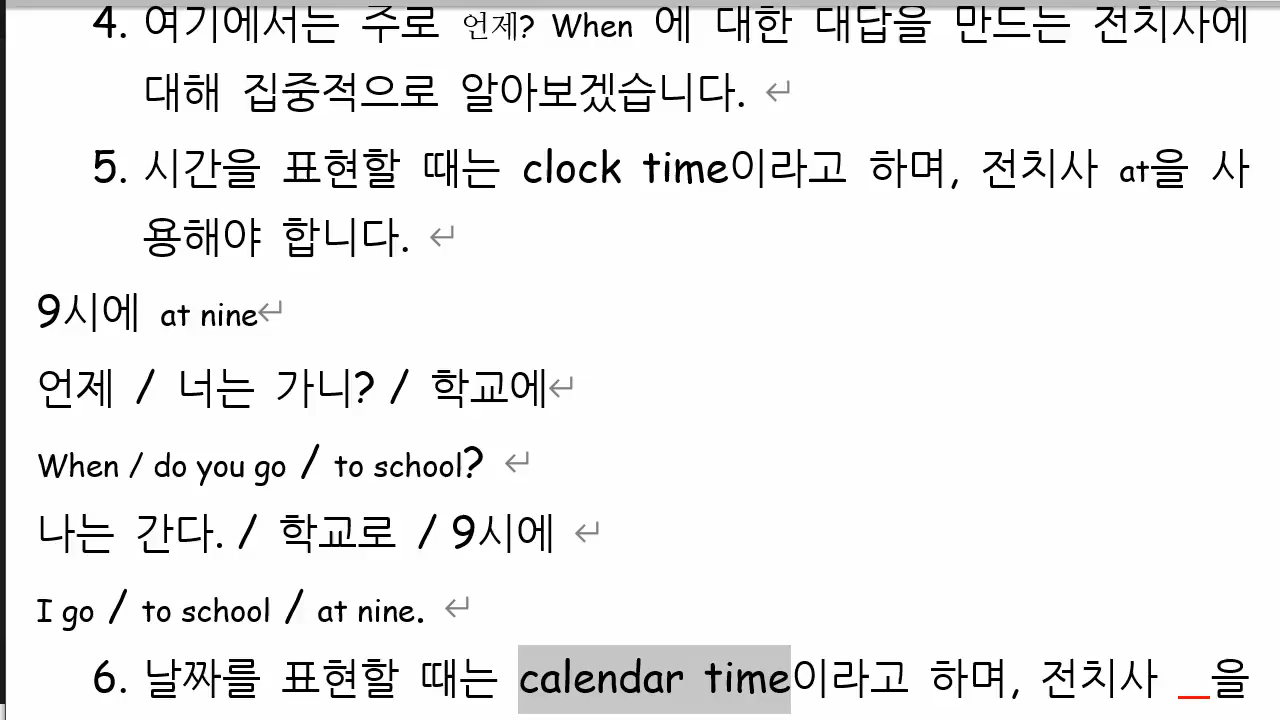 4. 여기에서는 주로 언제? When 에 대한 대답을 만드는 전치사에
대해 집중적으로 알아보겠습니다. ↵
5. 시간을 표현할 때는 clock time이라고 하며, 전치사 at을 사
용해야 합니다. ↵
9시에 at nine↵
언제 / 너는 가니? / 학교에↵
When / do you go / to school? ↵
나는 간다. / 학교로 / 9시에 ↵
I go / to school / at nine. ↵
6. 날짜를 표현할 때는 calendar time이라고 하며, 전치사 _을